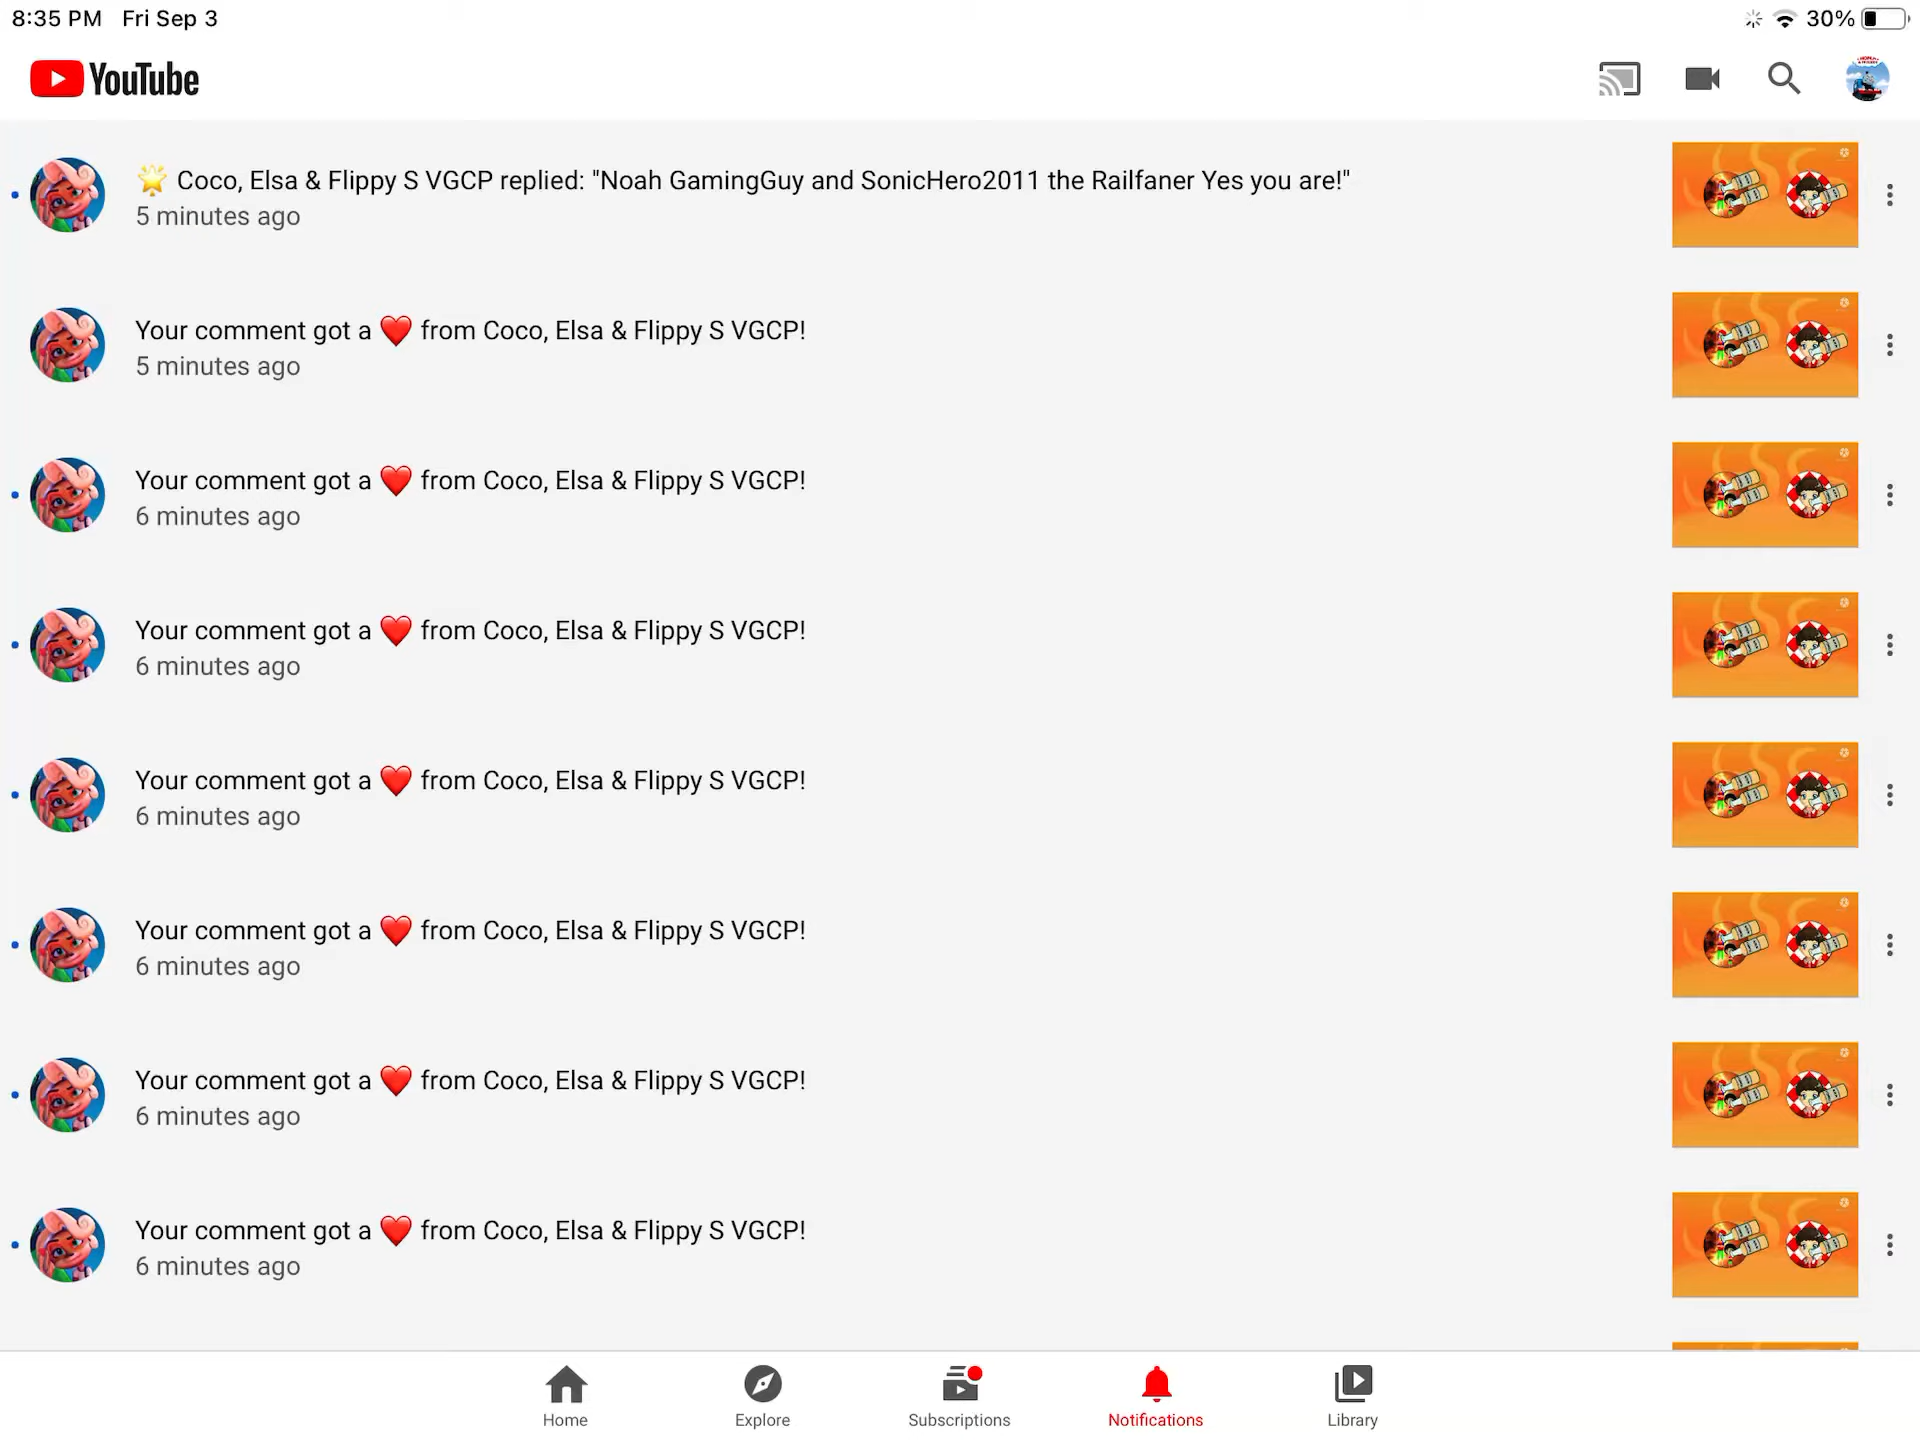 8:35 PM Fri Sep 3
30%
YouTube
🌟 Coco, Elsa & Flippy S VGCP replied: "Noah GamingGuy and SonicHero2011 the Railfaner Yes you are!"
5 minutes ago
Your comment got a ❤️ from Coco, Elsa & Flippy S VGCP!
5 minutes ago
Your comment got a ❤️ from Coco, Elsa & Flippy S VGCP!
6 minutes ago
Your comment got a ❤️ from Coco, Elsa & Flippy S VGCP!
6 minutes ago
Your comment got a ❤️ from Coco, Elsa & Flippy S VGCP!
6 minutes ago
Your comment got a ❤️ from Coco, Elsa & Flippy S VGCP!
6 minutes ago
Your comment got a ❤️ from Coco, Elsa & Flippy S VGCP!
6 minutes ago
Your comment got a ❤️ from Coco, Elsa & Flippy S VGCP!
6 minutes ago
Home
Explore
Subscriptions
Notifications
Library